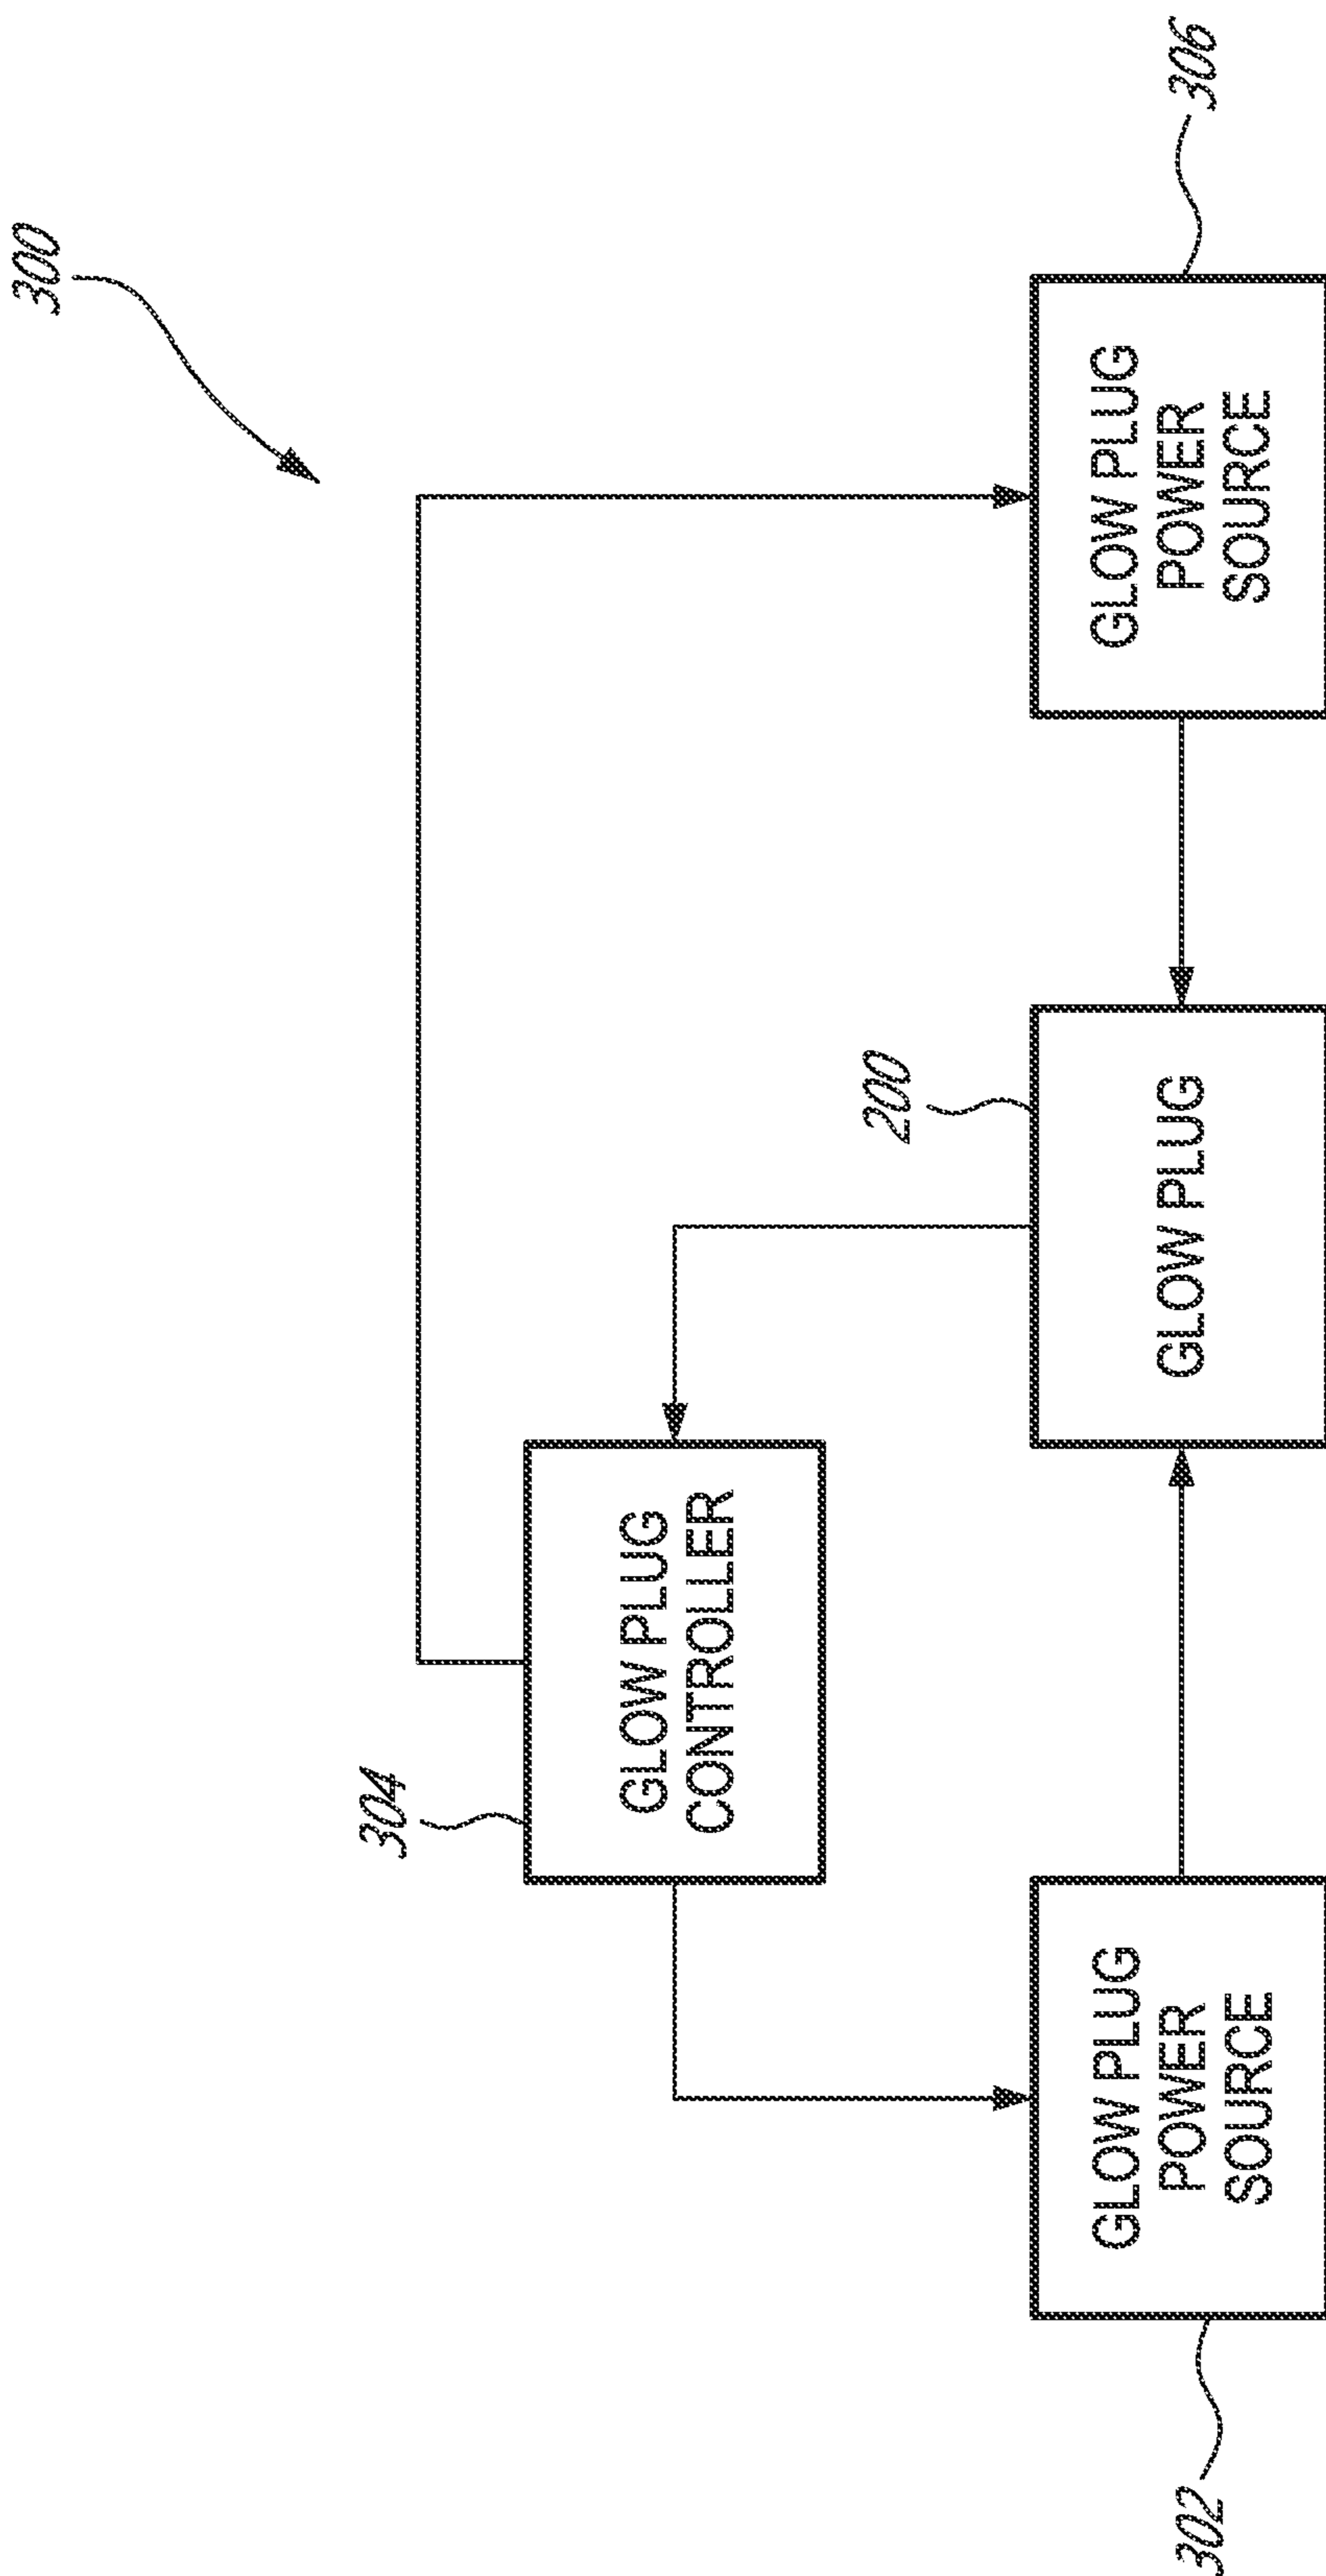 300
304
GLOW PLUG
CONTROLLER
200
302
GLOW PLUG
POWER
SOURCE
GLOW PLUG
GLOW PLUG
POWER
SOURCE
306